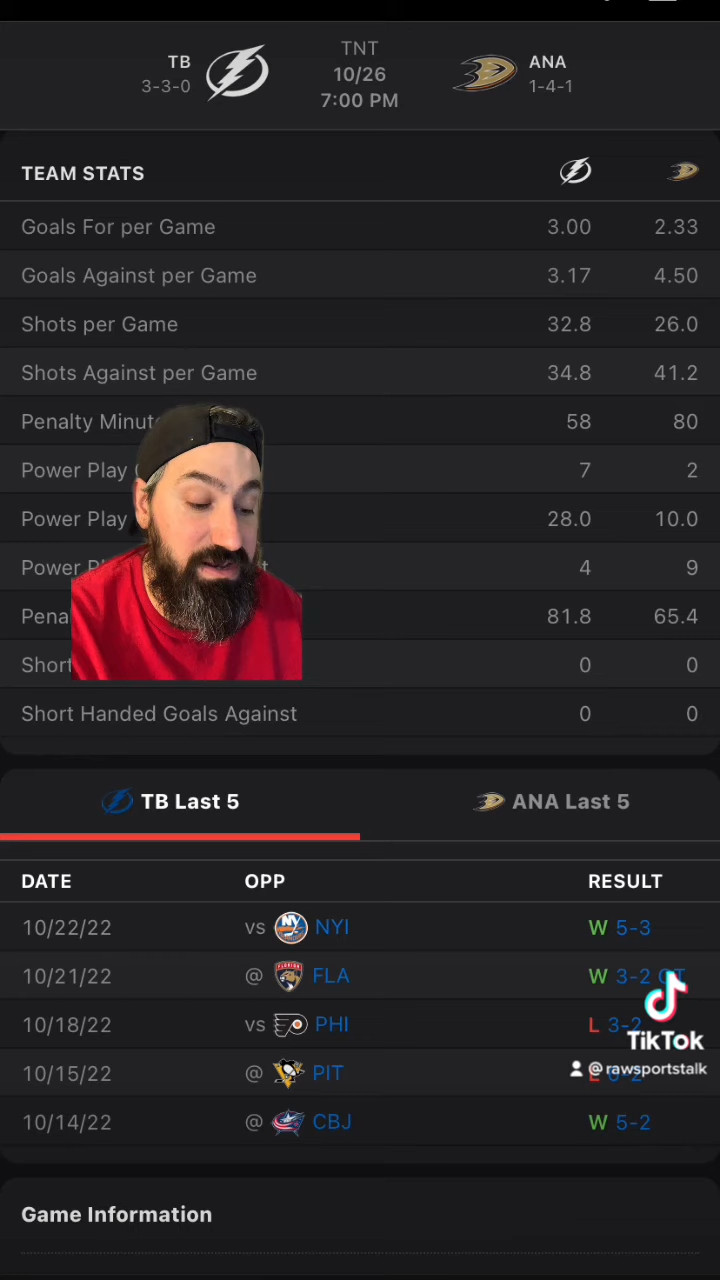 TB
3-3-0
TNT
10/26
7:00 PM
ANA
1-4-1
TEAM STATS
Goals For per Game 3.00 2.33
Goals Against per Game 3.17 4.50
Shots per Game 32.8 26.0
Shots Against per Game 34.8 41.2
Penalty Minut 58 80
Power Play 7 2
Power Play 28.0 10.0
Power 4 9
Pena 81.8 65.4
Short 0 0
Short Handed Goals Against 0 0
TB Last 5 ANA Last 5
DATE OPP RESULT
10/22/22 vs NYI W 5-3
10/21/22 @ FLA W 3-2 OT
10/18/22 vs PHI L 3-2
TikTok
10/15/22 @ PIT
@rawsportstalk
10/14/22 @ CBJ W 5-2
Game Information